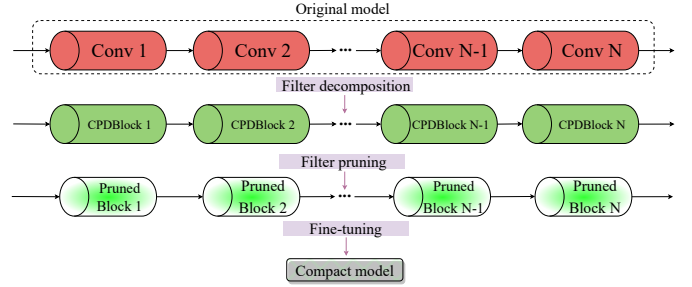 Original model
Conv 1
Conv 2
...
Conv N-1
Conv N
Filter decomposition
CPDBlock 1
CPDBlock 2
...
CPDBlock N-1
CPDBlock N
Filter pruning
Pruned
Block 1
Pruned
Block 2
...
Pruned
Block N-1
Pruned
Block N
Fine-tuning
Compact model